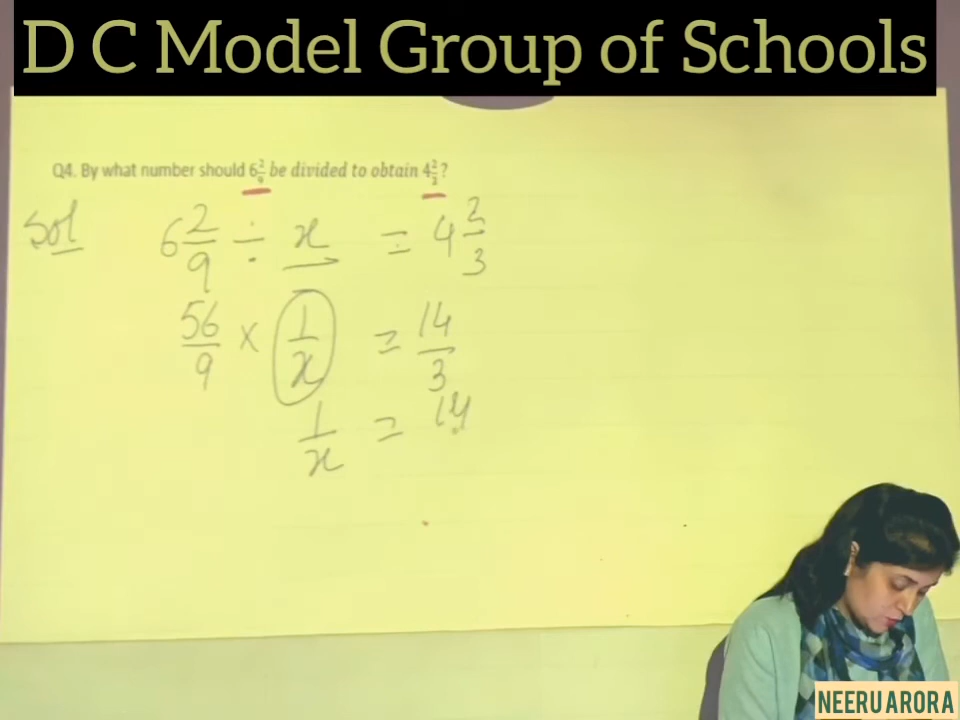 D C Model Group of Schools
Q4. By what number should 6 2/9 be divided to obtain 4 2/3?
Sol
6 2/9 ÷ x = 4 2/3
56/9 × 1/x = 14/3
1/x = 14
NEERU ARORA